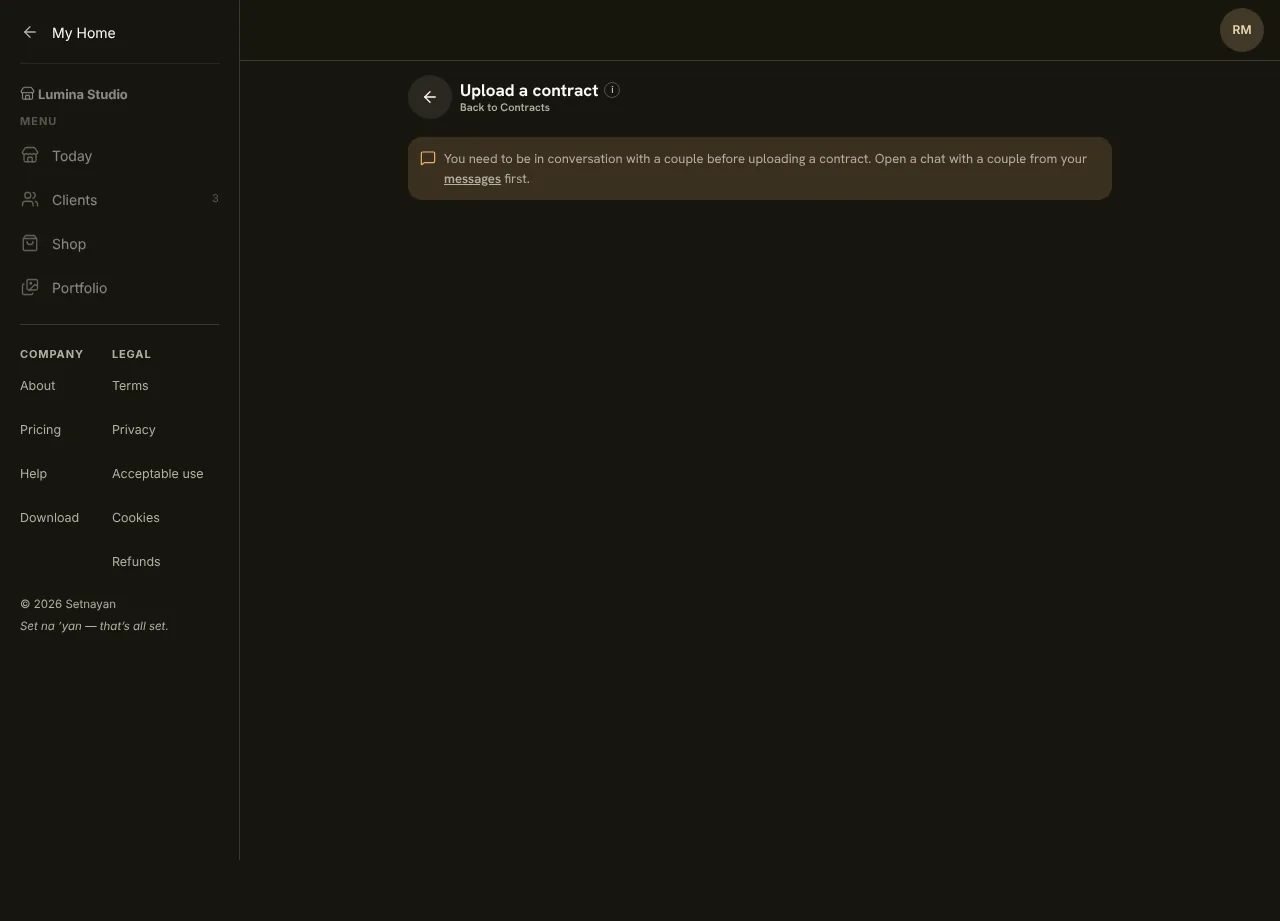 My Home
RM
Lumina Studio
MENU
Today
Clients 3
Shop
Portfolio
COMPANY LEGAL
About Terms
Pricing Privacy
Help Acceptable use
Download Cookies
Refunds
© 2026 Setnayan
Set na 'yan — that's all set.
Upload a contract i
Back to Contracts
You need to be in conversation with a couple before uploading a contract. Open a chat with a couple from your
messages first.